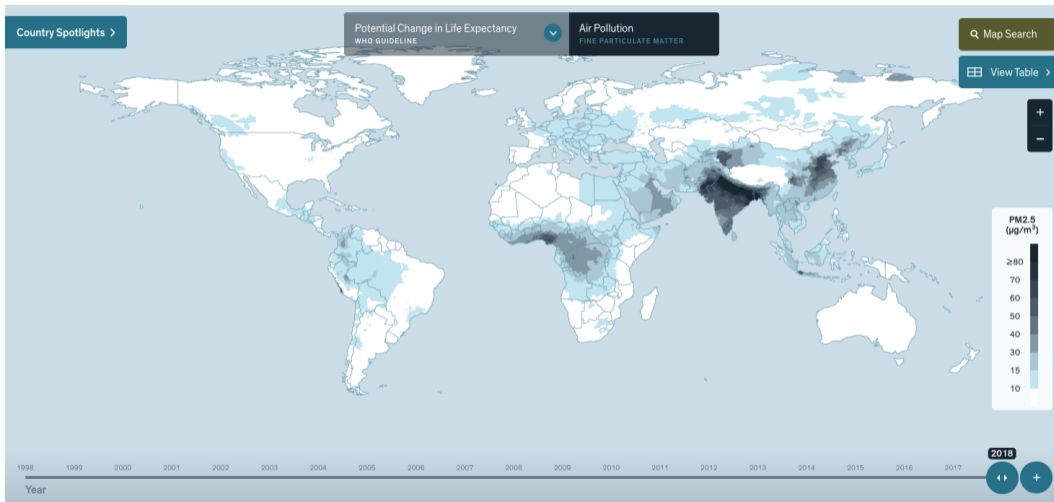 Country Spotlights >
Potential Change in Life Expectancy
WHO GUIDELINE
Air Pollution
FINE PARTICULATE MATTER
Map Search
View Table >
+
−
PM2.5
(µg/m³)
≥80
70
60
50
40
30
15
10
2018
1998 1999 2000 2001 2002 2003 2004 2005 2006 2007 2008 2009 2010 2011 2012 2013 2014 2015 2016 2017
+
Year